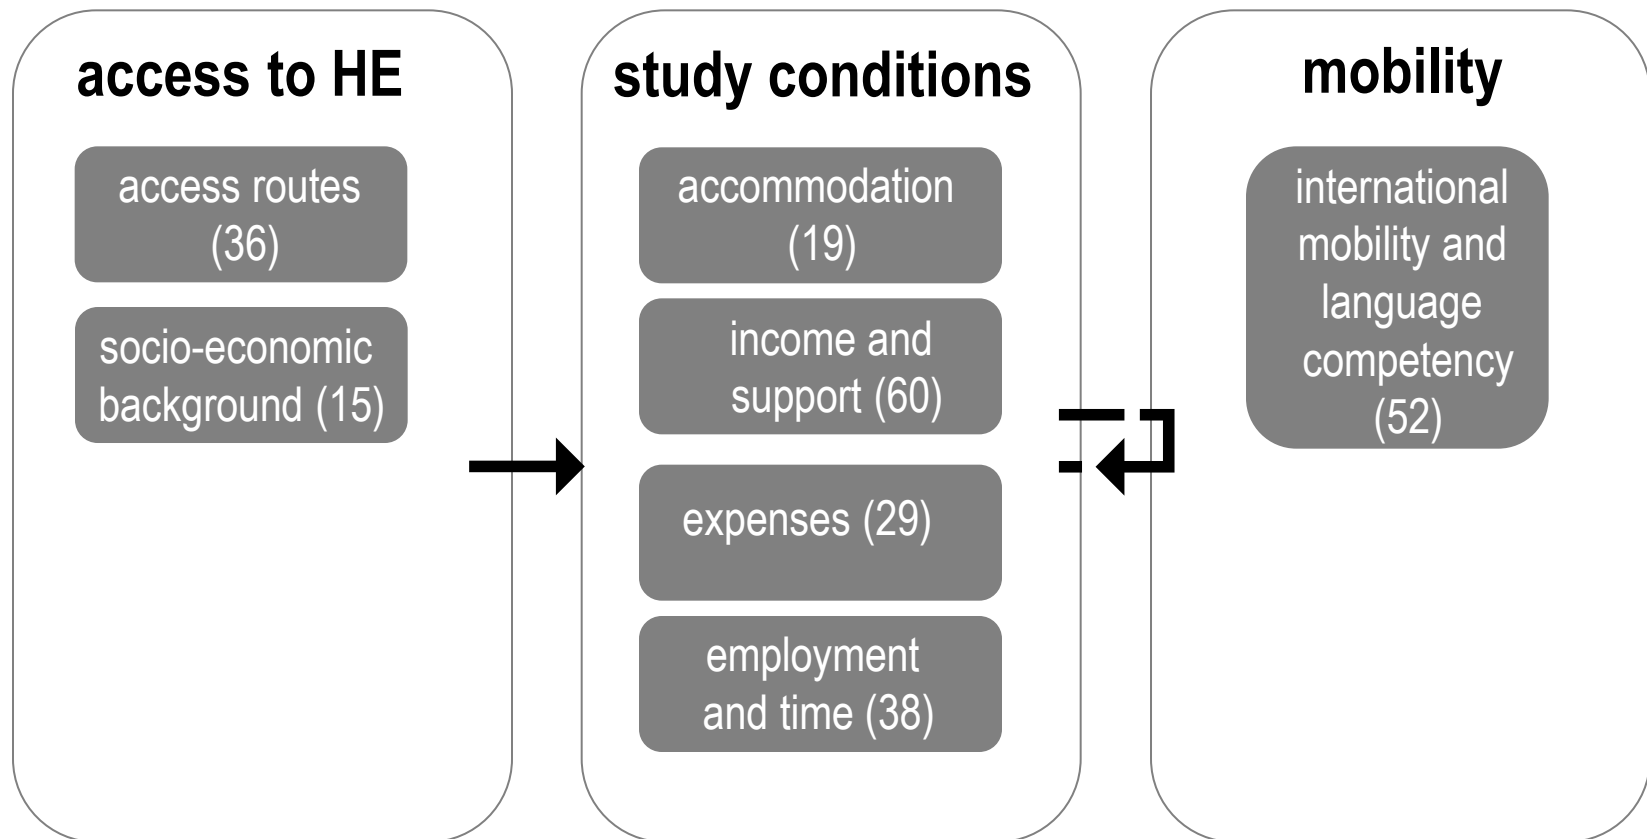 access to HE
access routes
(36)
socio-economic
background (15)
study conditions
accommodation
(19)
income and
support (60)
expenses (29)
employment
and time (38)
mobility
international
mobility and
language
competency
(52)